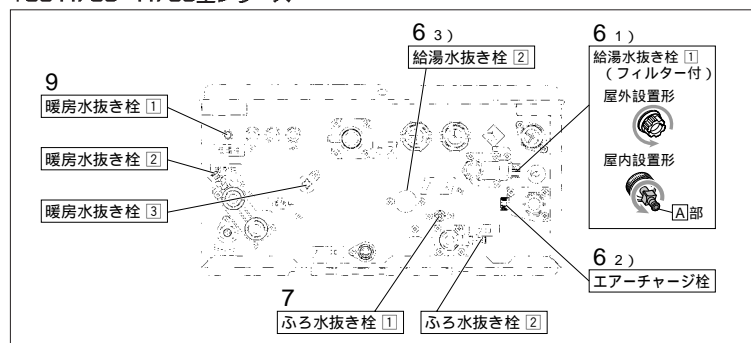 6 3)
給湯水抜き栓 2
6 1)
給湯水抜き栓 1
(フィルター付)
屋外設置形
屋内設置形
A部
9
暖房水抜き栓 1
暖房水抜き栓 2
暖房水抜き栓 3
6 2)
エアーチャージ栓
7
ふろ水抜き栓 1
ふろ水抜き栓 2